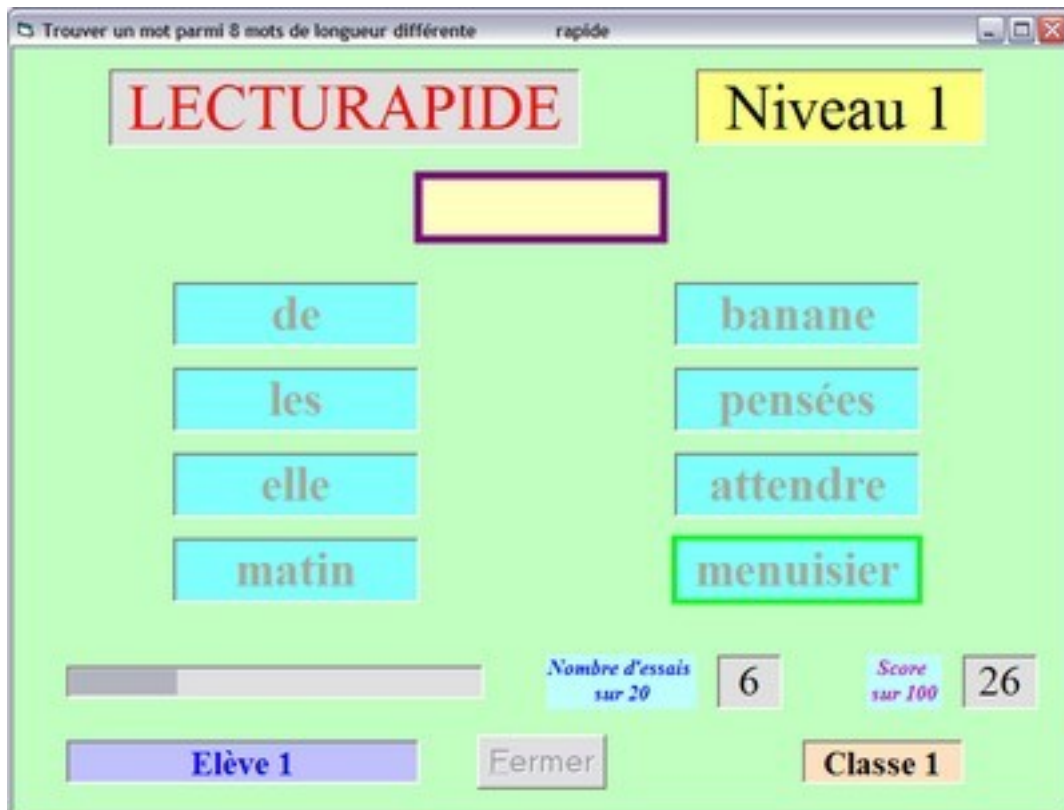 Trouver un mot parmi 8 mots de longueur différente rapide
LECTURAPIDE
Niveau 1
de
les
elle
matin
banane
pensées
attendre
menuisier
Nombre d'essais
sur 20
6
Score
sur 100
26
Elève 1
Fermer
Classe 1